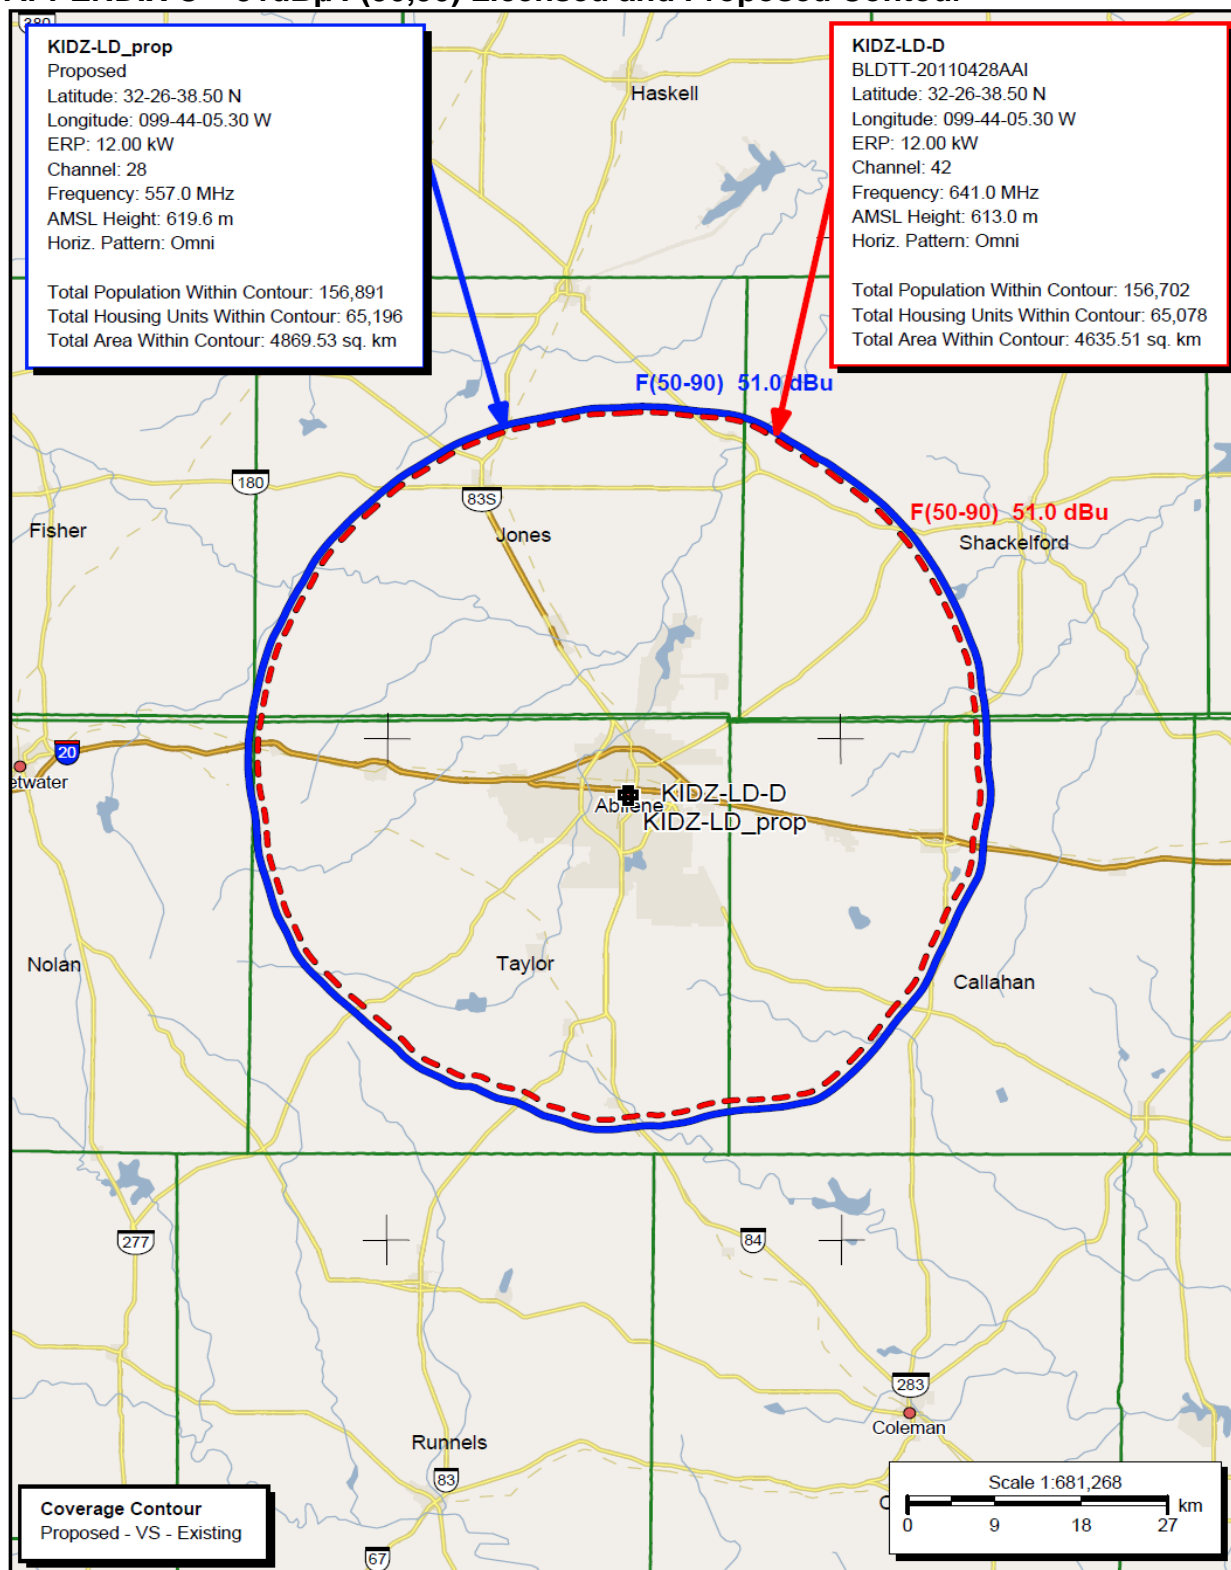 51 (50,90) Licensed and Proposed Contour
KIDZ-LD_prop
Proposed
Latitude: 32-26-38.50 N
Longitude: 099-44-05.30 W
ERP: 12.00 kW
Channel: 28
Frequency: 557.0 MHz
AMSL Height: 619.6 m
Horiz. Pattern: Omni
Total Population Within Contour: 156,891
Total Housing Units Within Contour: 65,196
Total Area Within Contour: 4869.53 sq. km
KIDZ-LD-D
BLDTT-20110428AAI
Latitude: 32-26-38.50 N
Longitude: 099-44-05.30 W
ERP: 12.00 kW
Channel: 42
Frequency: 641.0 MHz
AMSL Height: 613.0 m
Horiz. Pattern: Omni
Total Population Within Contour: 156,702
Total Housing Units Within Contour: 65,078
Total Area Within Contour: 4635.51 sq. km
Haskell
F(50-90) 51.0 dBu
180
83S
F(50-90) 51.0 dBu
Fisher
Jones
Shackelford
20
etwater
KIDZ-LD-D
Abilene
KIDZ-LD_prop
Nolan
Taylor
Callahan
277
84
283
Coleman
Runnels
83
67
Coverage Contour
Proposed - VS - Existing
Scale 1:681,268
km
0 9 18 27